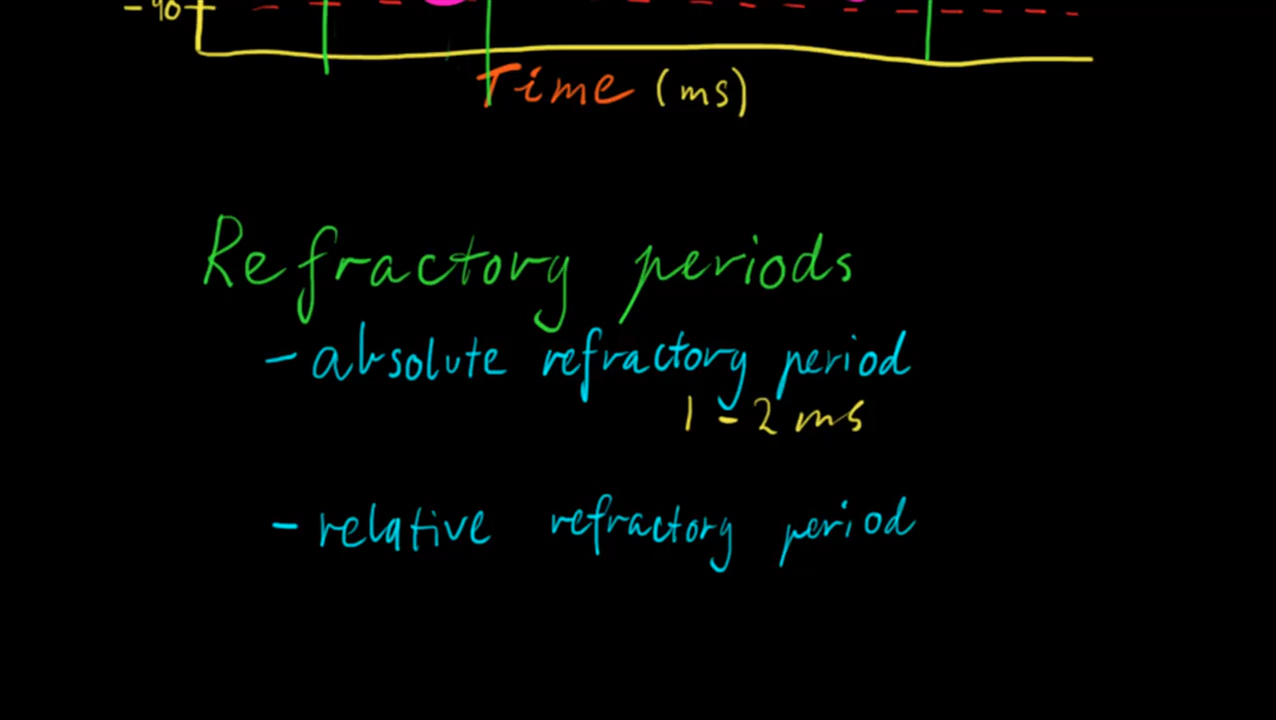 -90
Time (ms)
Refractory periods
- absolute refractory period
1-2 ms
- relative refractory period